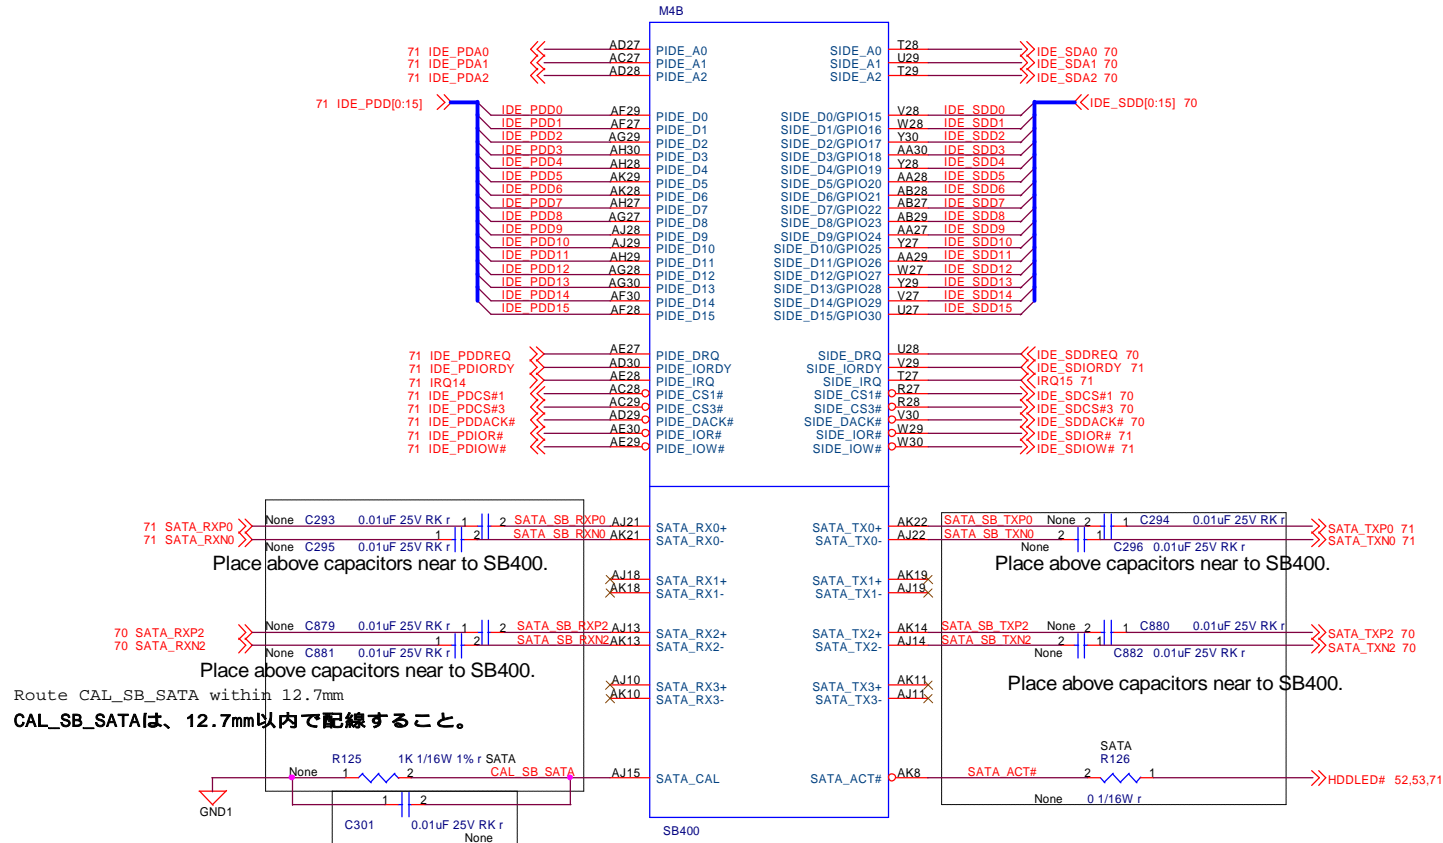 M4B
71 IDE_PDA0 AD27 PIDE_A0 SIDE_A0 T28 IDE_SDA0 70
71 IDE_PDA1 AC27 PIDE_A1 SIDE_A1 U29 IDE_SDA1 70
71 IDE_PDA2 AD28 PIDE_A2 SIDE_A2 T29 IDE_SDA2 70
71 IDE_PDD[0:15] IDE_SDD[0:15] 70
IDE_PDD0 AF29 PIDE_D0 SIDE_D0/GPIO15 V28 IDE_SDD0
IDE_PDD1 AF27 PIDE_D1 SIDE_D1/GPIO16 W28 IDE_SDD1
IDE_PDD2 AG29 PIDE_D2 SIDE_D2/GPIO17 Y30 IDE_SDD2
IDE_PDD3 AH30 PIDE_D3 SIDE_D3/GPIO18 AA30 IDE_SDD3
IDE_PDD4 AH28 PIDE_D4 SIDE_D4/GPIO19 Y28 IDE_SDD4
IDE_PDD5 AK29 PIDE_D5 SIDE_D5/GPIO20 AA28 IDE_SDD5
IDE_PDD6 AK28 PIDE_D6 SIDE_D6/GPIO21 AB28 IDE_SDD6
IDE_PDD7 AH27 PIDE_D7 SIDE_D7/GPIO22 AB27 IDE_SDD7
IDE_PDD8 AG27 PIDE_D8 SIDE_D8/GPIO23 AB29 IDE_SDD8
IDE_PDD9 AJ28 PIDE_D9 SIDE_D9/GPIO24 AA27 IDE_SDD9
IDE_PDD10 AJ29 PIDE_D10 SIDE_D10/GPIO25 Y27 IDE_SDD10
IDE_PDD11 AH29 PIDE_D11 SIDE_D11/GPIO26 AA29 IDE_SDD11
IDE_PDD12 AG28 PIDE_D12 SIDE_D12/GPIO27 W27 IDE_SDD12
IDE_PDD13 AG30 PIDE_D13 SIDE_D13/GPIO28 Y29 IDE_SDD13
IDE_PDD14 AF30 PIDE_D14 SIDE_D14/GPIO29 V27 IDE_SDD14
IDE_PDD15 AF28 PIDE_D15 SIDE_D15/GPIO30 U27 IDE_SDD15
71 IDE_PDDREQ AE27 PIDE_DRQ SIDE_DRQ U28 IDE_SDDREQ 70
71 IDE_PDIORDY AD30 PIDE_IORDY SIDE_IORDY V29 IDE_SDIORDY 71
71 IRQ14 AE28 PIDE_IRQ SIDE_IRQ T27 IRQ15 71
71 IDE_PDCS#1 AC28 PIDE_CS1# SIDE_CS1# R27 IDE_SDCS#1 70
71 IDE_PDCS#3 AC29 PIDE_CS3# SIDE_CS3# R28 IDE_SDCS#3 70
71 IDE_PDDACK# AD29 PIDE_DACK# SIDE_DACK# V30 IDE_SDDACK# 70
71 IDE_PDIOR# AE30 PIDE_IOR# SIDE_IOR# W29 IDE_SDIOR# 71
71 IDE_PDIOW# AE29 PIDE_IOW# SIDE_IOW# W30 IDE_SDIOW# 71
71 SATA_RXP0 None C293 0.01uF 25V RK r 1 2 SATA_SB_RXP0 AJ21 SATA_RX0+ SATA_TX0+ AK22 SATA_SB_TXP0 None 2 1 C294 0.01uF 25V RK r SATA_TXP0 71
71 SATA_RXN0 1 2 SATA_SB_RXN0 AK21 SATA_RX0- SATA_TX0- AJ22 SATA_SB_TXN0 2 1 SATA_TXN0 71
None C295 0.01uF 25V RK r None C296 0.01uF 25V RK r
Place above capacitors near to SB400. Place above capacitors near to SB400.
AJ18 SATA_RX1+ SATA_TX1+ AK19
AK18 SATA_RX1- SATA_TX1- AJ19
70 SATA_RXP2 None C879 0.01uF 25V RK r 1 2 SATA_SB_RXP2 AJ13 SATA_RX2+ SATA_TX2+ AK14 SATA_SB_TXP2 None 2 1 C880 0.01uF 25V RK r SATA_TXP2 70
70 SATA_RXN2 1 2 SATA_SB_RXN2 AK13 SATA_RX2- SATA_TX2- AJ14 SATA_SB_TXN2 2 1 SATA_TXN2 70
None C881 0.01uF 25V RK r None C882 0.01uF 25V RK r
Place above capacitors near to SB400. Place above capacitors near to SB400.
AJ10 SATA_RX3+ SATA_TX3+ AK11
AK10 SATA_RX3- SATA_TX3- AJ11
Route CAL_SB_SATA within 12.7mm
CAL_SB_SATAは、12.7mm以内で配線すること。
R125 1K 1/16W 1% r SATA
None 1 2 CAL_SB_SATA AJ15 SATA_CAL SATA_ACT# AK8 SATA_ACT# 2 1 HDDLED# 52,53,71
SATA
R126
None 0 1/16W r
GND1
1 2
C301 0.01uF 25V RK r
None
SB400